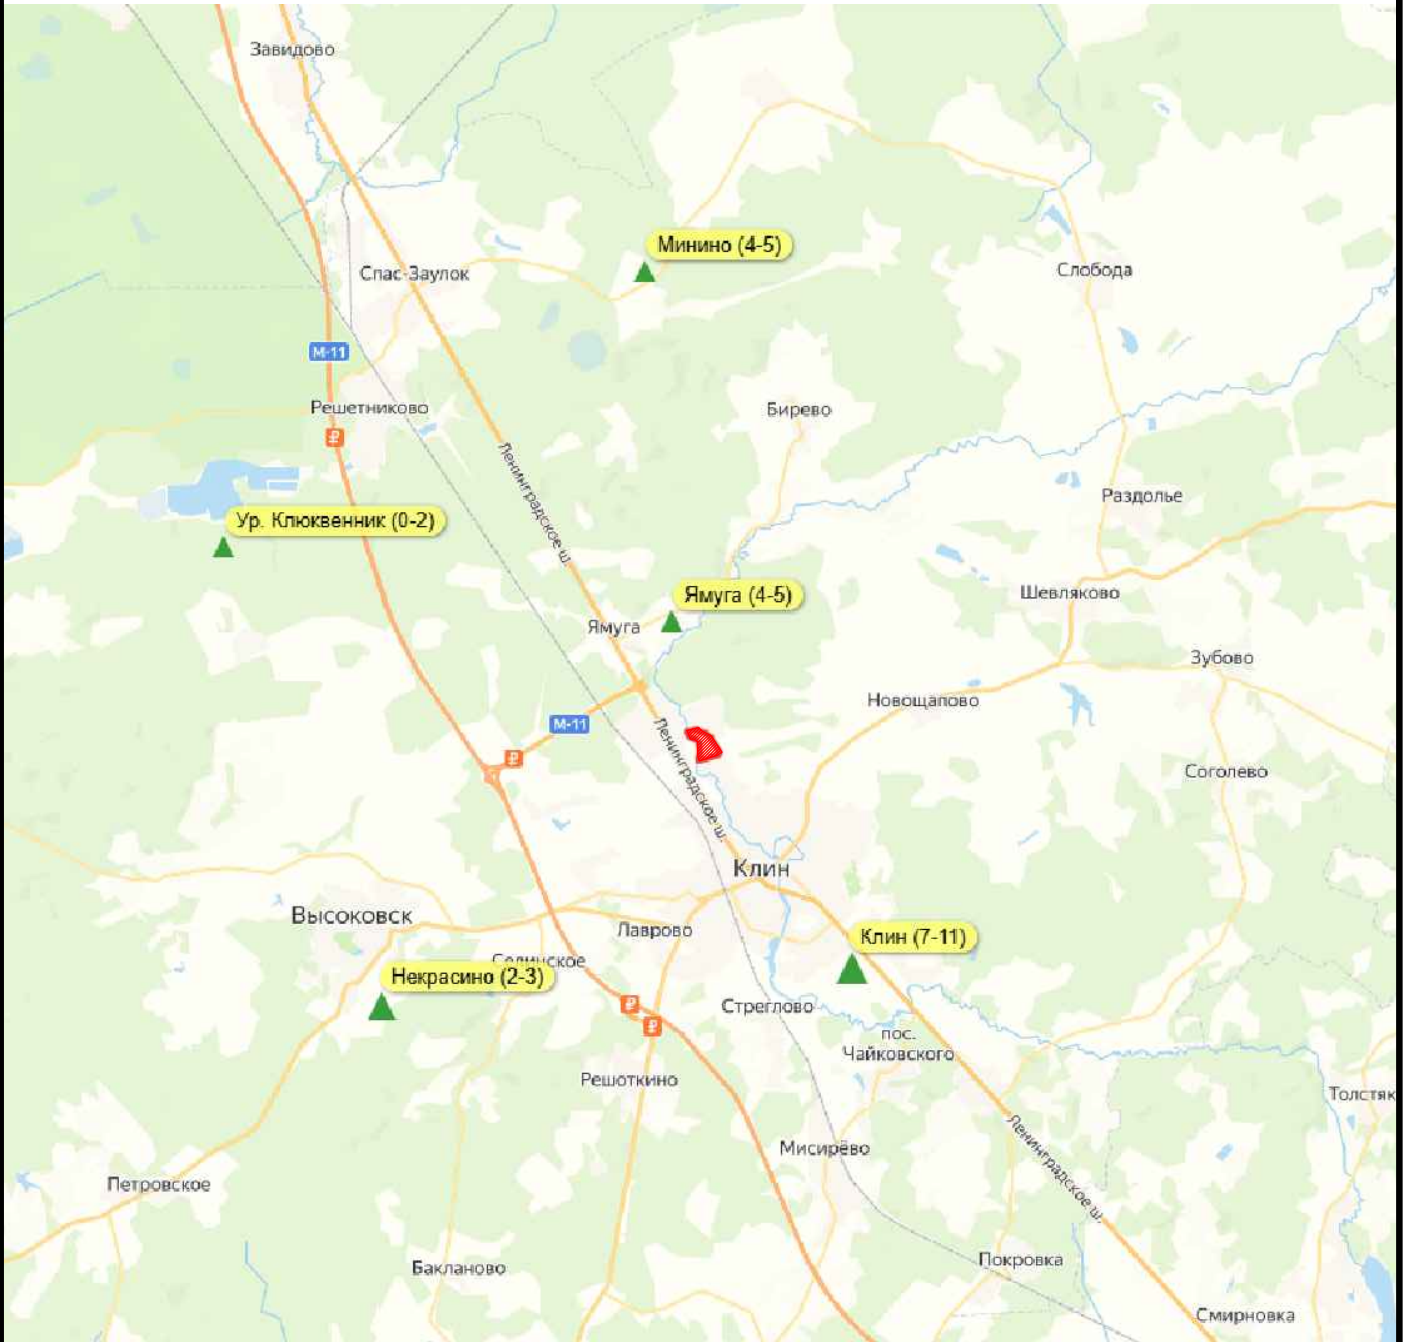 Завидово
Минино (4-5)
Спас-Заулок
Слобода
М-11
Решетниково
Бирево
₽
Ленинградское ш.
Раздолье
Ур. Клюквенник (0-2)
Шевляково
Ямуга (4-5)
Ямуга
Зубово
Новощапово
М-11
Ленинградское ш.
₽
Соголево
Клин
Высоковск
Лаврово
Клин (7-11)
Селинское
Некрасино (2-3)
₽
Стреглово
₽
пос.
Чайковского
Решоткино
Толстяк
Ленинградское ш.
Мисирёво
Петровское
Покровка
Бакланово
Смирновка